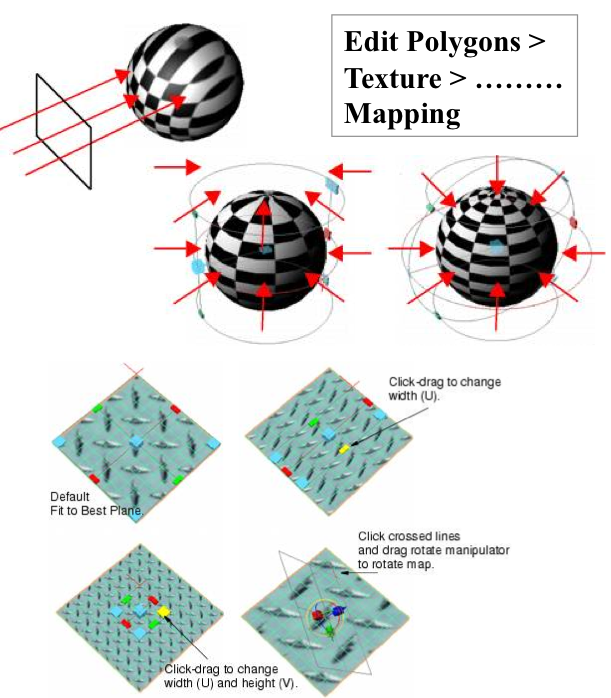 Edit Polygons >
Texture > ………
Mapping
Click-drag to change
width (U).
Default
Fit to Best Plane.
Click crossed lines
and drag rotate manipulator
to rotate map.
Click-drag to change
width (U) and height (V).